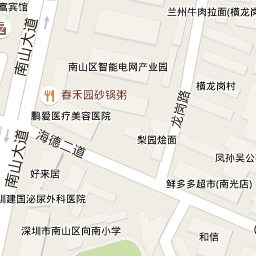 富宾馆
兰州牛肉拉面(横龙岗
南山大道
南山区智能电网产业园
横龙岗村
春禾园砂锅粥
龙岗路
鹏爱医疗美容医院
海德二道
梨园烩面
南山大道
凤孙吴公
好来居
鲜多多超市(南光店)
圳建国泌尿外科医院
深圳市南山区向南小学
和信